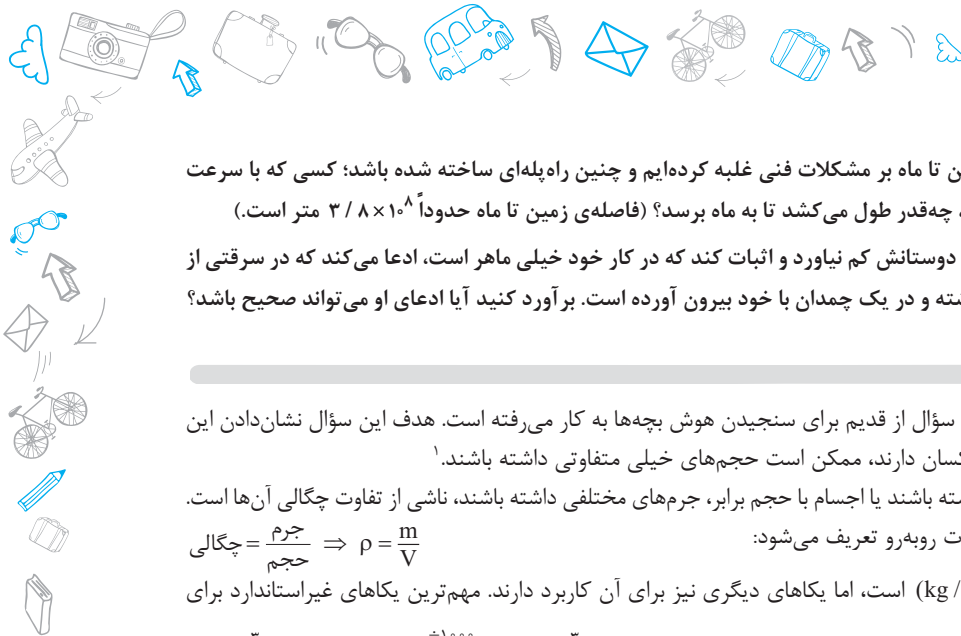 ن تا ماه بر مشکلات فنی غلبه کرده‌ایم و چنین راه‌پله‌ای ساخته شده باشد؛ کسی که با سرعت
، چه‌قدر طول می‌کشد تا به ماه برسد؟ (فاصله‌ی زمین تا ماه حدوداً ۳ / ۸ × ۱۰^۸ متر است.)
دوستانش کم نیاورد و اثبات کند که در کار خود خیلی ماهر است، ادعا می‌کند که در سرقتی از
شته و در یک چمدان با خود بیرون آورده است. برآورد کنید آیا ادعای او می‌تواند صحیح باشد؟
سؤال از قدیم برای سنجیدن هوش بچه‌ها به کار می‌رفته است. هدف این سؤال نشان‌دادن این
کسان دارند، ممکن است حجم‌های خیلی متفاوتی داشته باشند.۱
شته باشند یا اجسام با حجم برابر، جرم‌های مختلفی داشته باشند، ناشی از تفاوت چگالی آن‌ها است.
ت روبه‌رو تعریف می‌شود: چگالی = جرم / حجم ⇒ ρ = m / V
(kg / است، اما یکاهای دیگری نیز برای آن کاربرد دارند. مهم‌ترین یکاهای غیراستاندارد برای